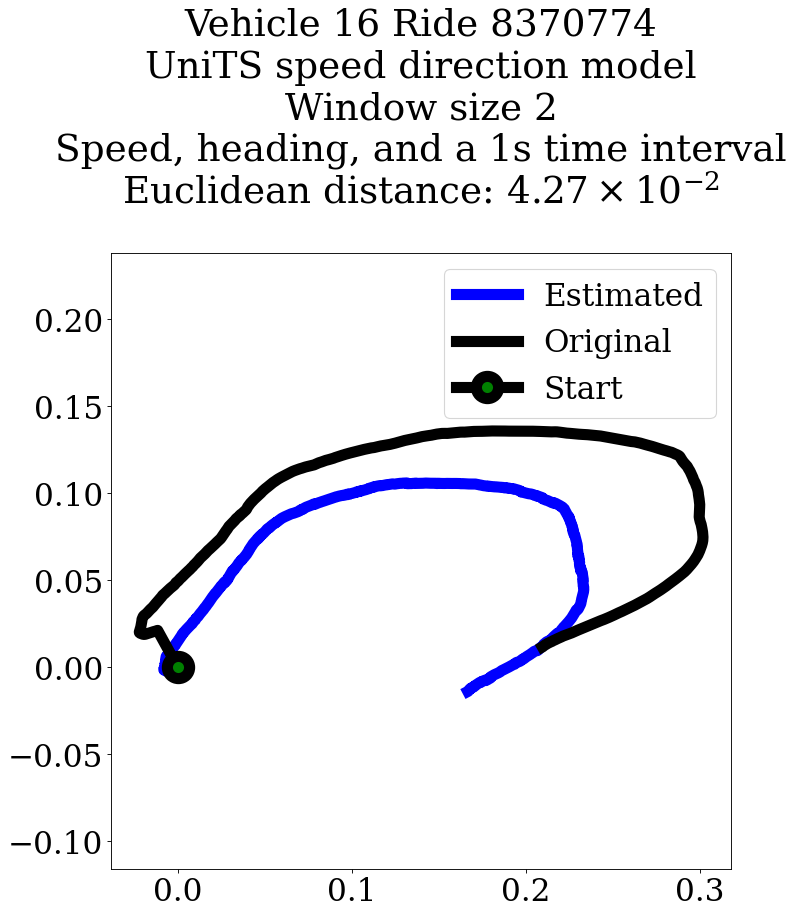 Vehicle 16 Ride 8370774
UniTS speed direction model
Window size 2
Speed, heading, and a 1s time interval
Euclidean distance: 4.27 × 10⁻²
Estimated
Original
Start
0.20
0.15
0.10
0.05
0.00
−0.05
−0.10
0.0 0.1 0.2 0.3